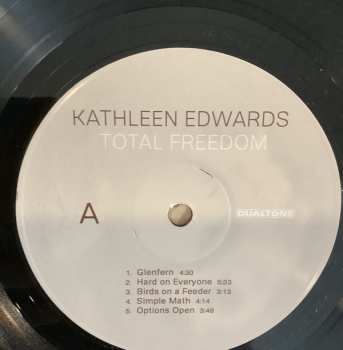 KATHLEEN EDWARDS
TOTAL FREEDOM
A
DUALTONE
1. Glenfern 4:30
2. Hard on Everyone 5:33
3. Birds on a Feeder 3:13
4. Simple Math 4:14
5. Options Open 3:48